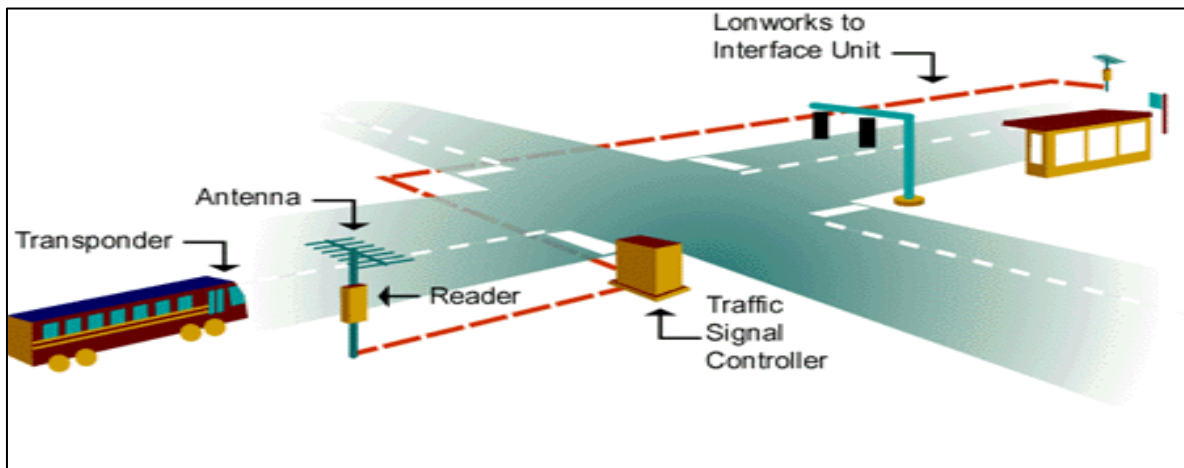 Lonworks to
Interface Unit
Antenna
Transponder
Reader
Traffic
Signal
Controller